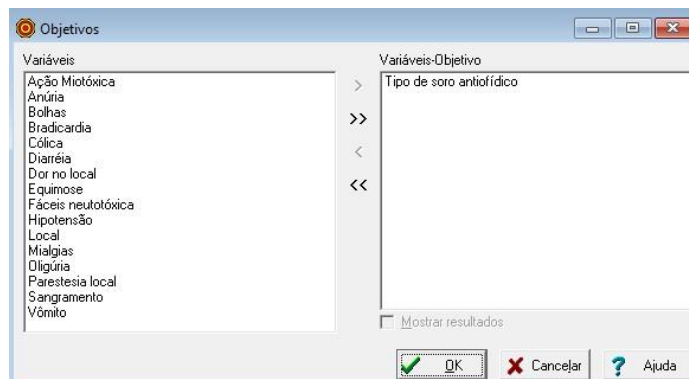 Objetivos
Variáveis
Ação Miotóxica
Anúria
Bolhas
Bradicardia
Cólica
Diarréia
Dor no local
Equimose
Fáceis neutotóxica
Hipotensão
Local
Mialgias
Oligúria
Parestesia local
Sangramento
Vômito
>
>>
<
<<
Variáveis-Objetivo
Tipo de soro antiofídico
Mostrar resultados
OK
Cancelar
? Ajuda